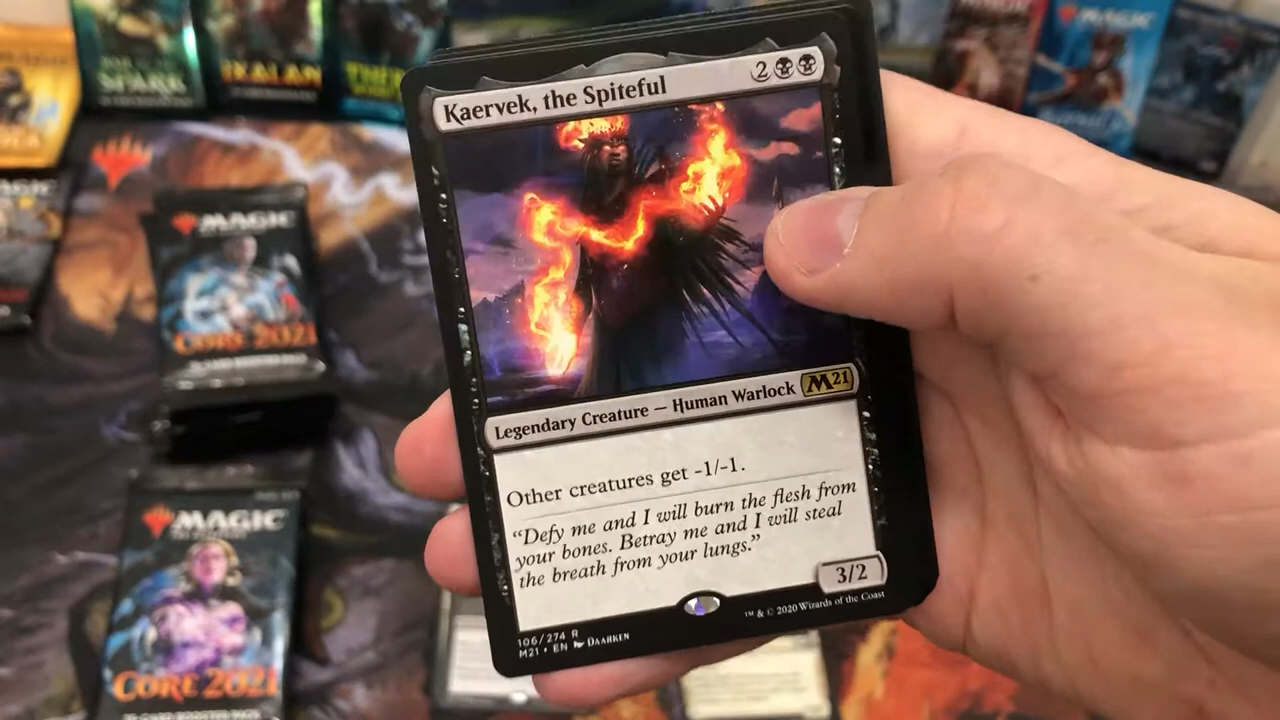 SPARK
IXALAN
MAGIC
MAGIC
CORE 2021
MAGIC
CORE 2021
Kaervek, the Spiteful
2
Legendary Creature — Human Warlock
M21
Other creatures get -1/-1.
“Defy me and I will burn the flesh from
your bones. Betray me and I will steal
the breath from your lungs.”
3/2
106/274 R
M21 • EN DAARKEN
™ & © 2020 Wizards of the Coast